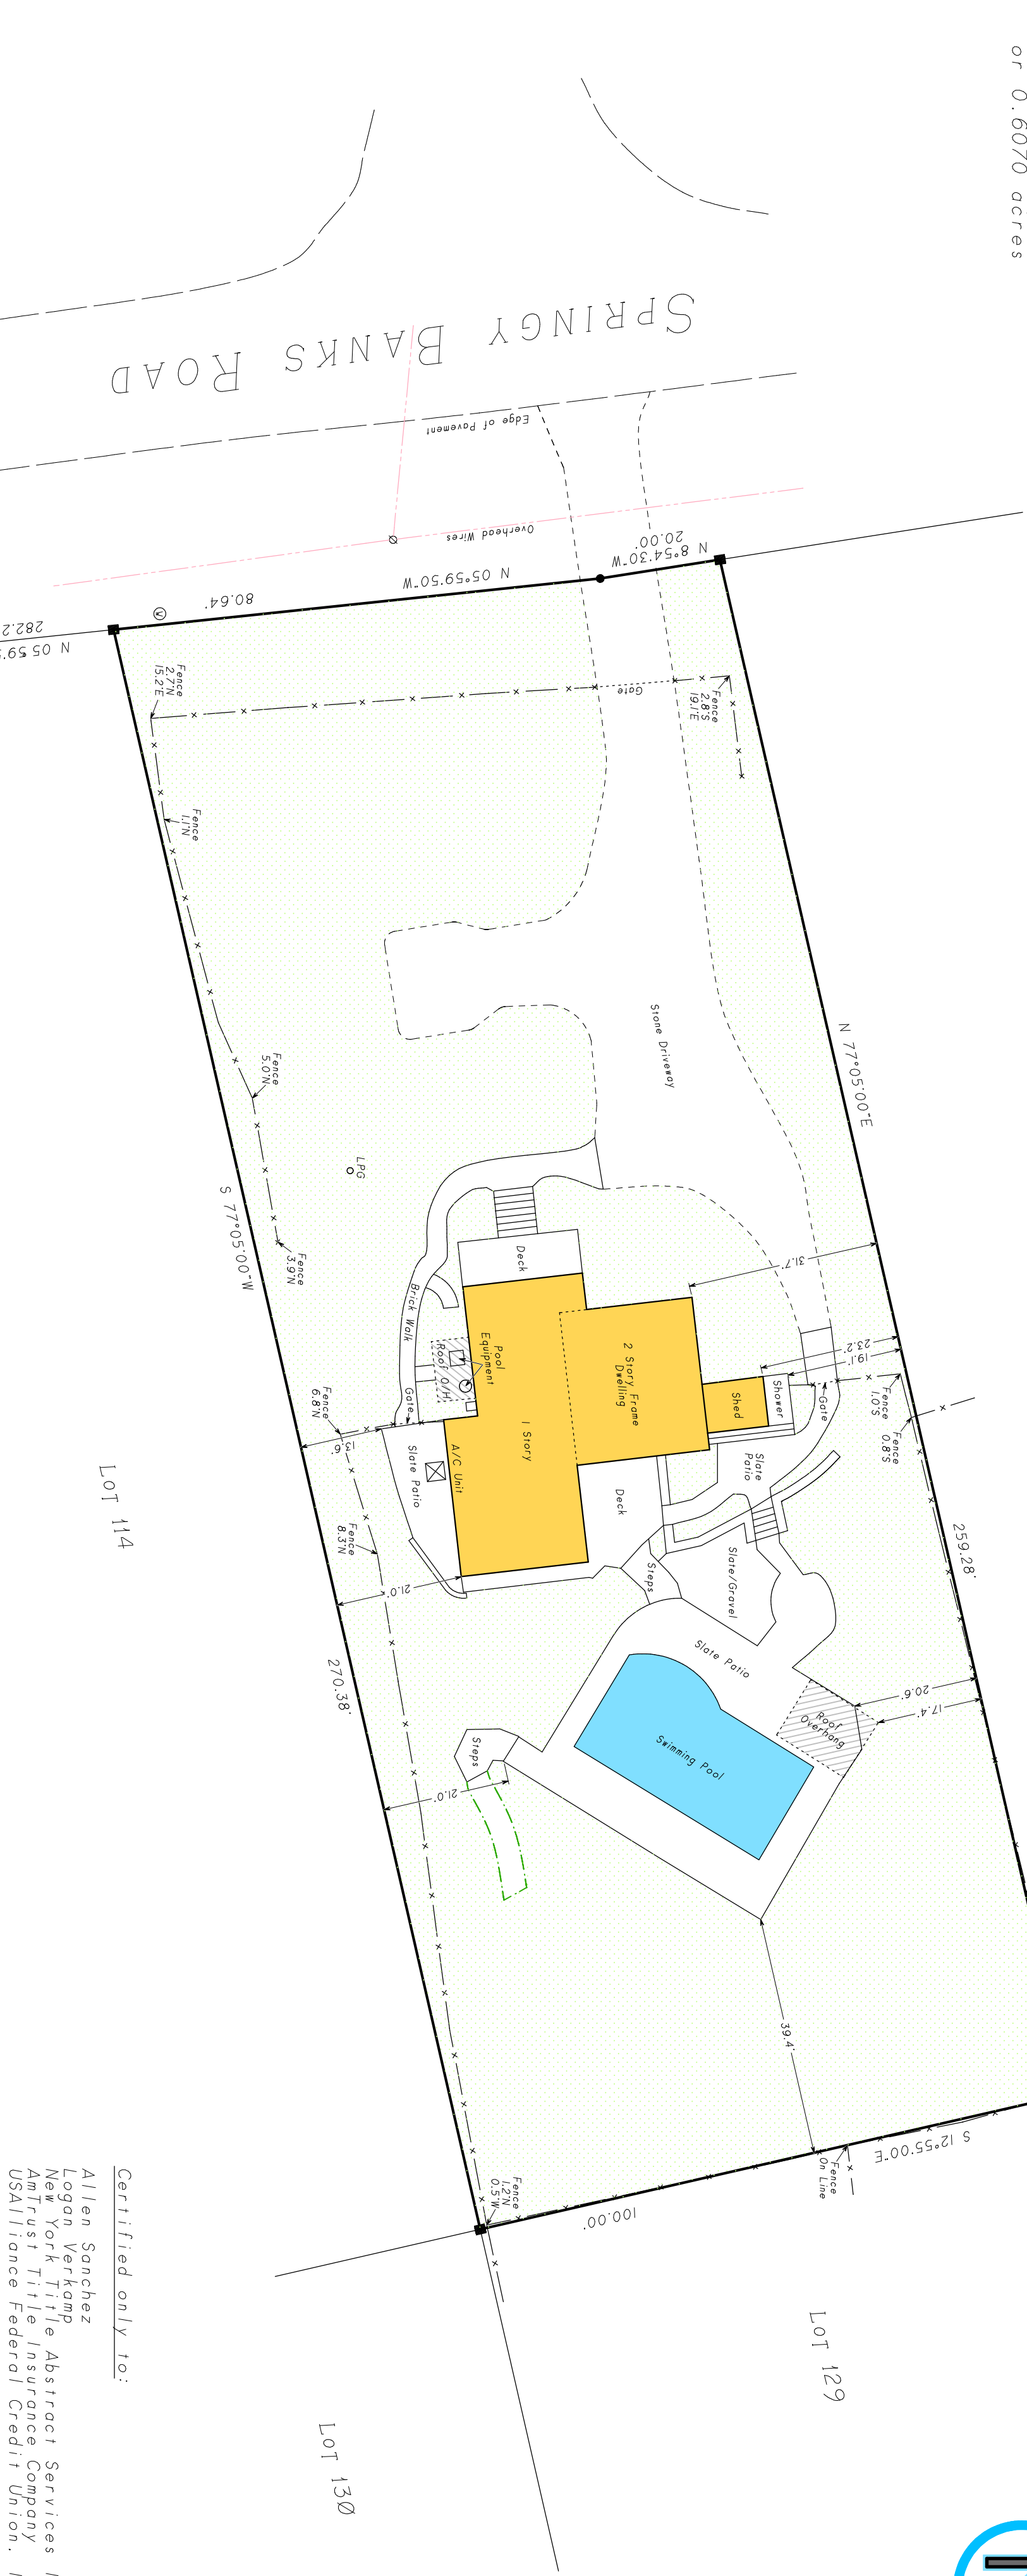 or 0.6070 acres
SPRINGY BANKS ROAD
Edge of Pavement
Overhead Wires
N 8°54'30"W
20.00'
N 05°59'50"W
80.64'
W
N 05°59'
282.2
Fence
2.7'N
15.2'E
Gate
Fence
2.8'S
19.1'E
Fence
1.1'N
Stone Driveway
N 77°05'00"E
Fence
5.0'N
LPG
S 77°05'00"W
Fence
3.9'N
Deck
31.7'
Brick Walk
Pool
Equipment
Roof O/H
2 Story Frame
Dwelling
Shed
Shower
23.2'
19.1'
Gate
Fence
1.0'S
Fence
0.8'S
Fence
6.8'N
Gate
13.6'
Slate Patio
A/C Unit
1 Story
Slate
Patio
Deck
LOT 114
Fence
8.3'N
21.0'
Steps
Slate/Gravel
259.28'
270.38'
Slate Patio
Roof
Overhang
20.6'
17.4'
Swimming Pool
Steps
21.0'
39.4'
S 12°55'00"E
Fence
On Line
Fence
1.2'N
0.5'W
100.00'
LOT 129
LOT 130
Certified only to:
Allen Sanchez
Logan Verkamp
New York Title Abstract Services
AmTrust Title Insurance Company
USAlliance Federal Credit Union,